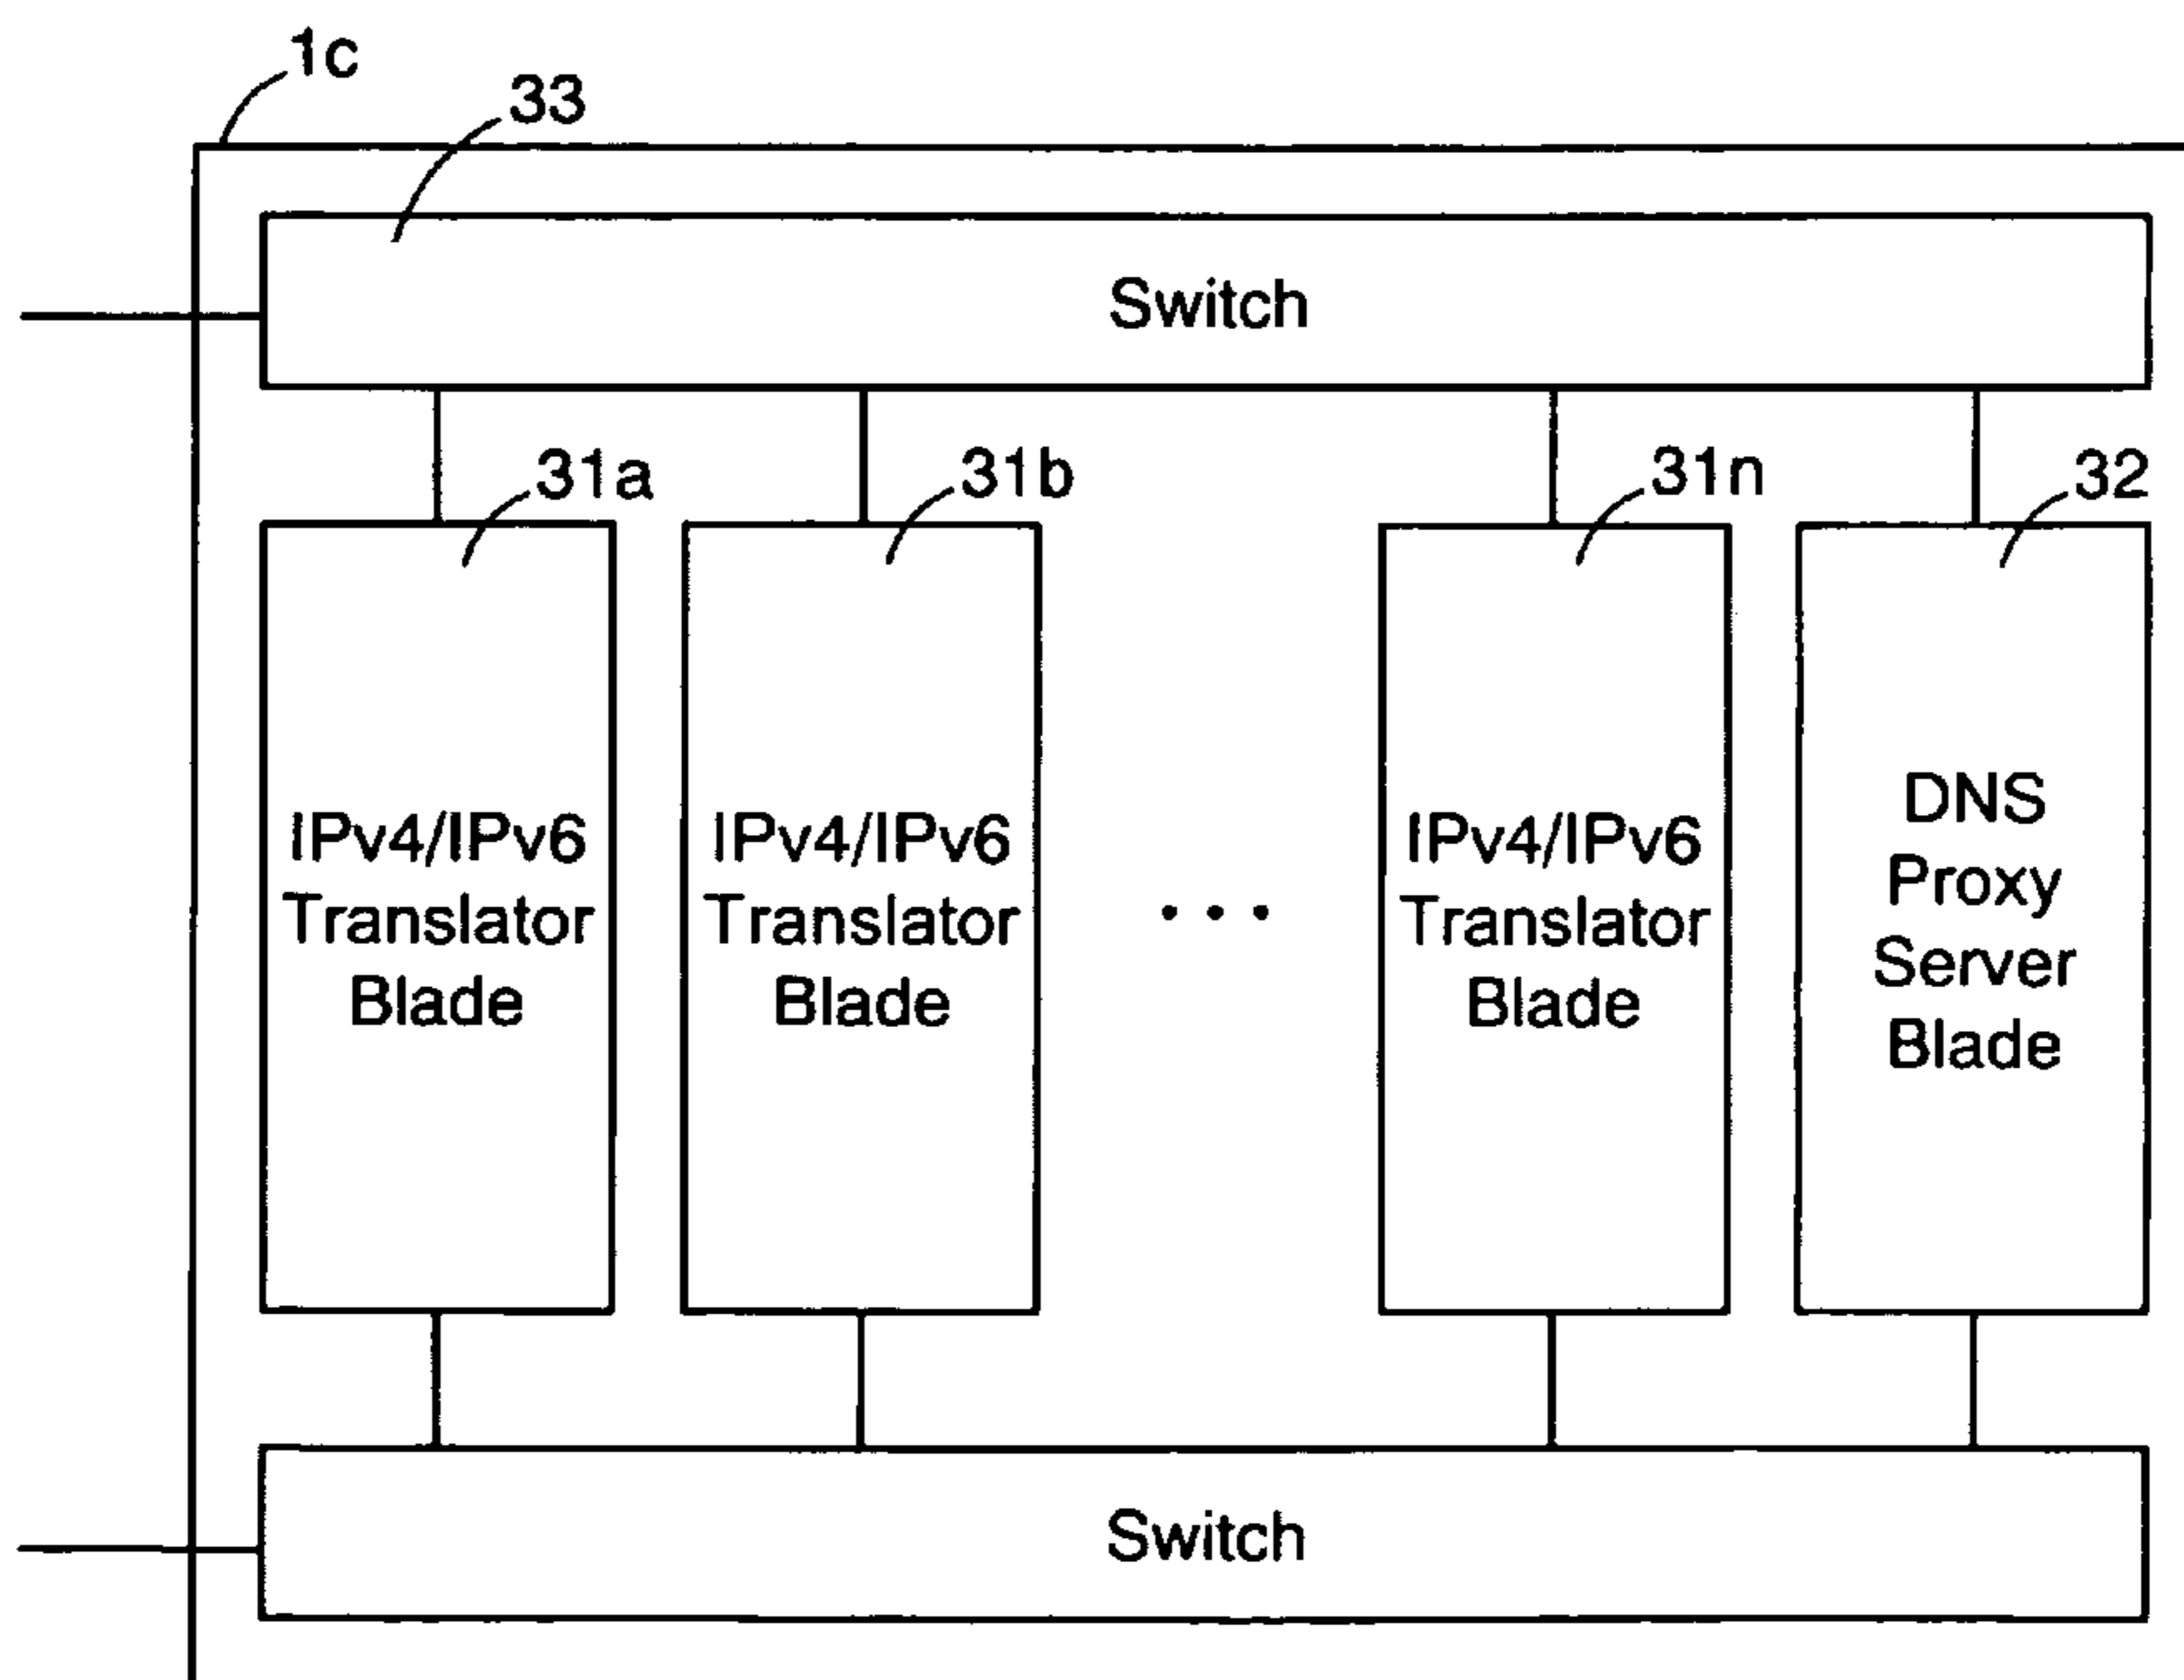 1c
33
Switch
31a
31b
31n
32
IPv4/IPv6
Translator
Blade
IPv4/IPv6
Translator
Blade
• • •
IPv4/IPv6
Translator
Blade
DNS
Proxy
Server
Blade
Switch